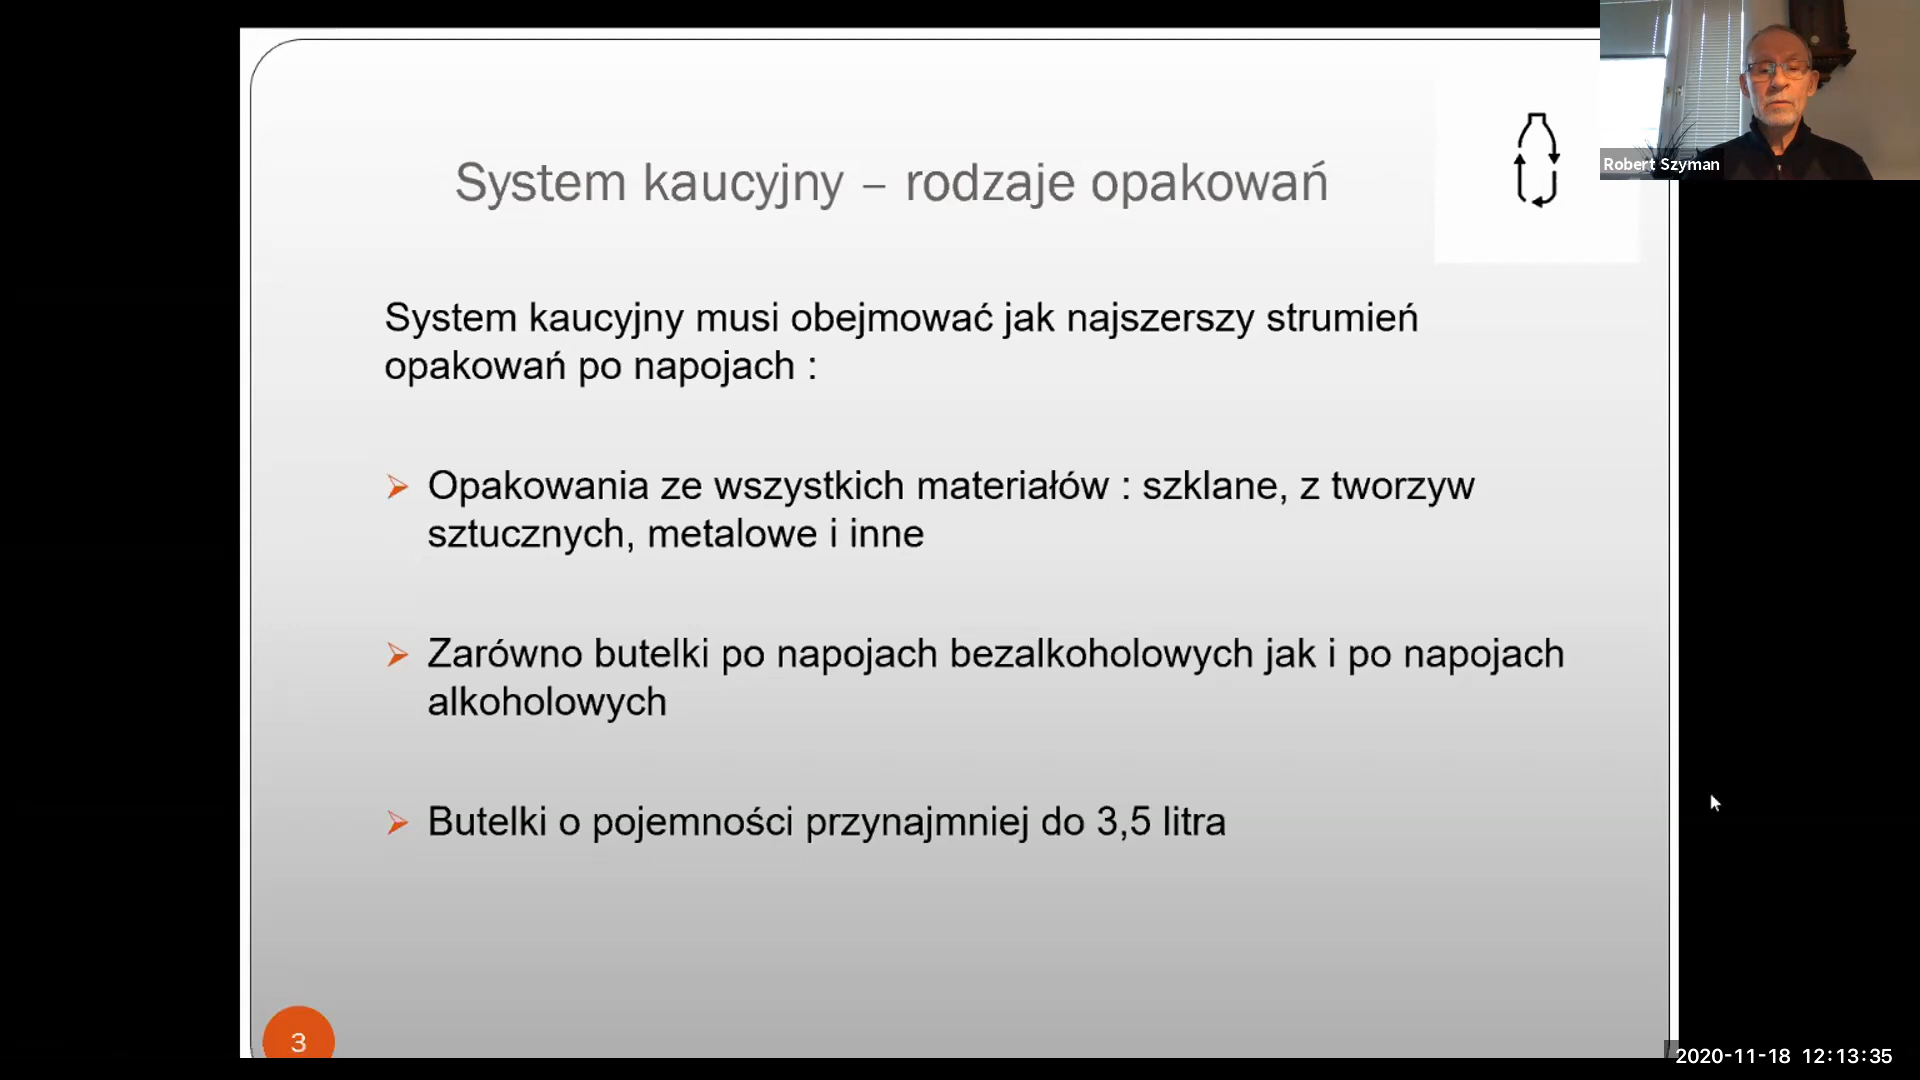 System kaucyjny – rodzaje opakowań
Robert Szyman
System kaucyjny musi obejmować jak najszerszy strumień
opakowań po napojach :
Opakowania ze wszystkich materiałów : szklane, z tworzyw
sztucznych, metalowe i inne
Zarówno butelki po napojach bezalkoholowych jak i po napojach
alkoholowych
Butelki o pojemności przynajmniej do 3,5 litra
3
2020-11-18 12:13:35